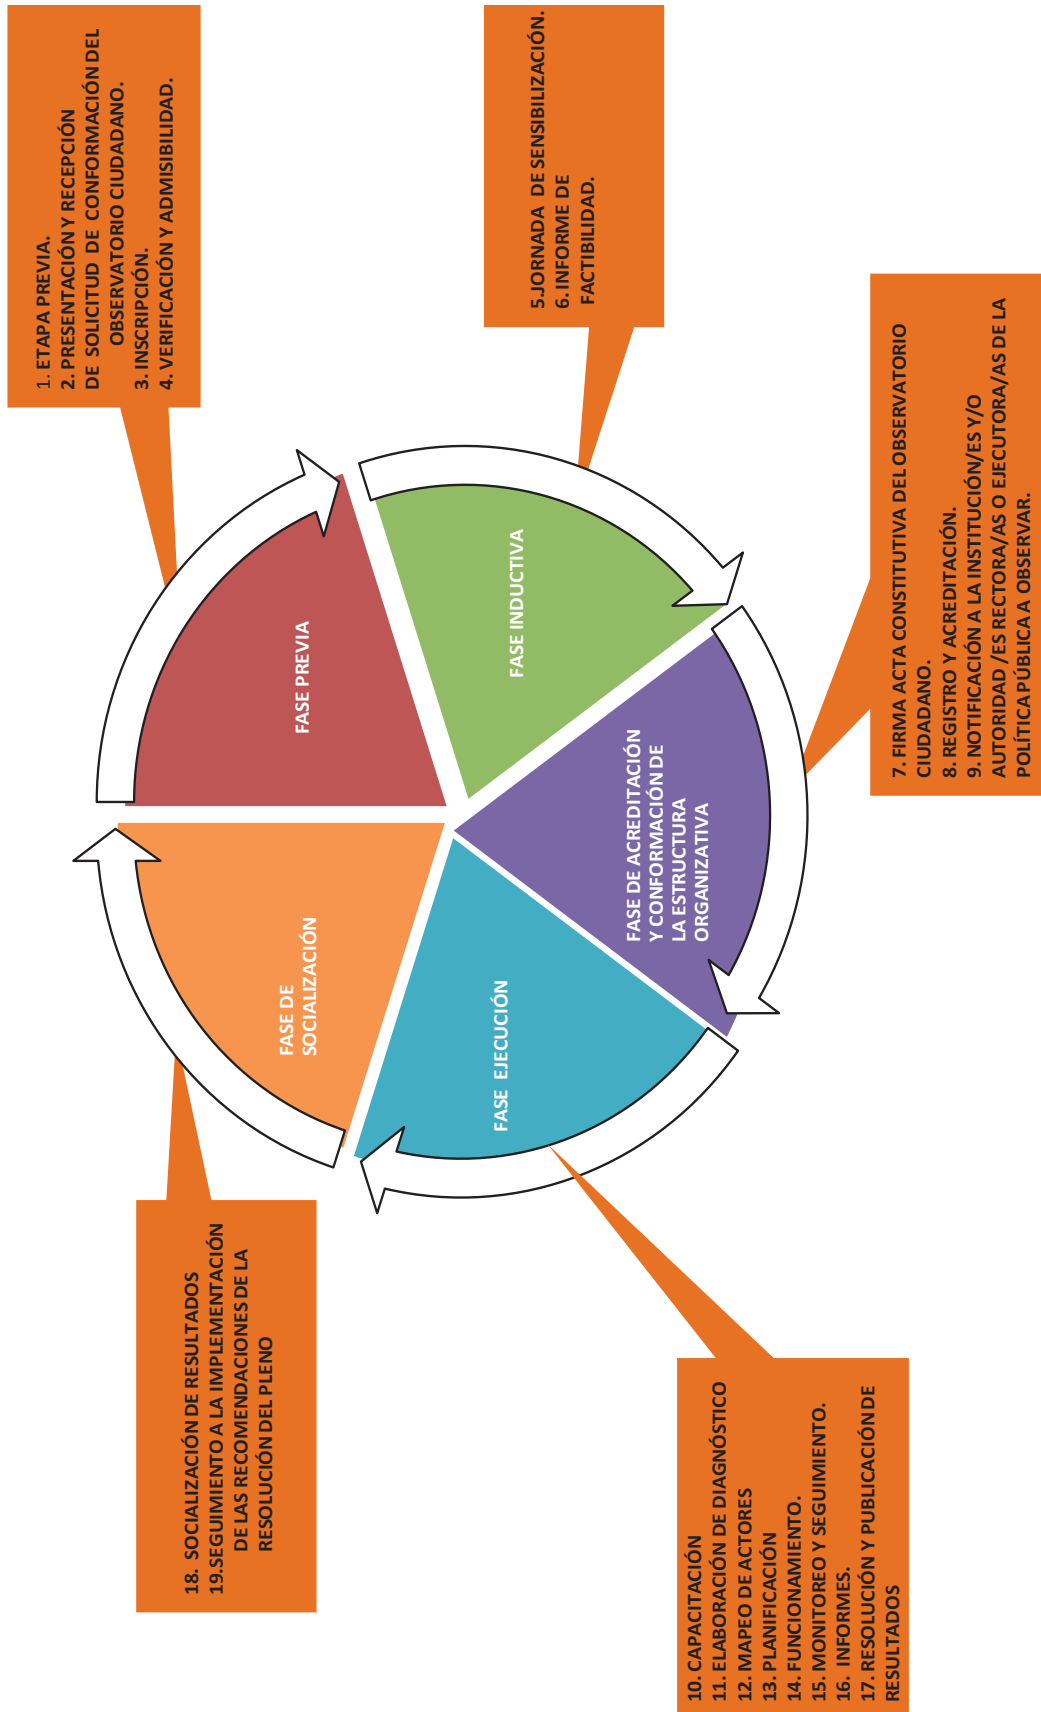 1. ETAPA PREVIA.
2. PRESENTACIÓN Y RECEPCIÓN
DE SOLICITUD DE CONFORMACIÓN DEL
OBSERVATORIO CIUDADANO.
3. INSCRIPCIÓN.
4. VERIFICACIÓN Y ADMISIBILIDAD.
5.JORNADA DE SENSIBILIZACIÓN.
6. INFORME DE
FACTIBILIDAD.
7. FIRMA ACTA CONSTITUTIVA DEL OBSERVATORIO
CIUDADANO.
8. REGISTRO Y ACREDITACIÓN.
9. NOTIFICACIÓN A LA INSTITUCIÓN/ES Y/O
AUTORIDAD /ES RECTORA/AS O EJECUTORA/AS DE LA
POLÍTICA PÚBLICA A OBSERVAR.
10. CAPACITACIÓN
11. ELABORACIÓN DE DIAGNÓSTICO
12. MAPEO DE ACTORES
13. PLANIFICACIÓN
14. FUNCIONAMIENTO.
15. MONITOREO Y SEGUIMIENTO.
16. INFORMES.
17. RESOLUCIÓN Y PUBLICACIÓN DE
RESULTADOS
18. SOCIALIZACIÓN DE RESULTADOS
19.SEGUIMIENTO A LA IMPLEMENTACIÓN
DE LAS RECOMENDACIONES DE LA
RESOLUCIÓN DEL PLENO
FASE PREVIA
FASE INDUCTIVA
FASE DE ACREDITACIÓN
Y CONFORMACIÓN DE
LA ESTRUCTURA
ORGANIZATIVA
FASE EJECUCIÓN
FASE DE
SOCIALIZACIÓN